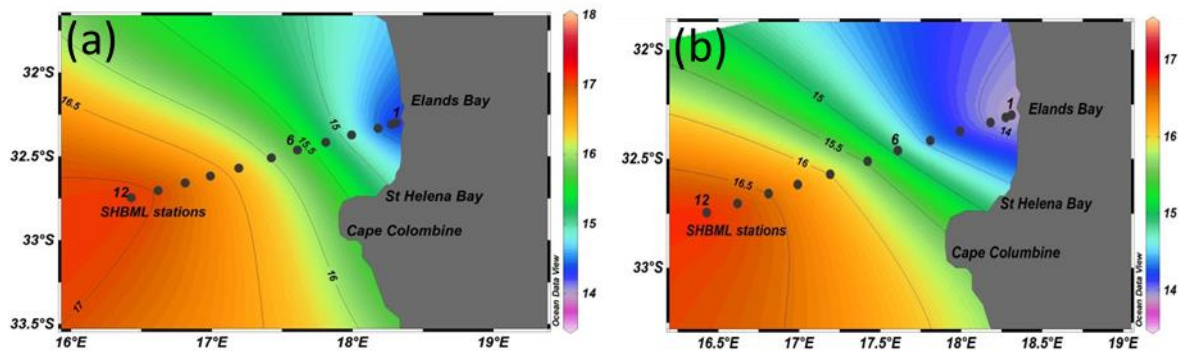 (a)
32°S
32.5°S
33°S
33.5°S
16°E
17°E
18°E
19°E
16.5
15
15.5
16
17
1
6
12
Elands Bay
St Helena Bay
Cape Colombine
SHBML stations
18
17
16
15
14
Ocean Data View
(b)
32°S
32.5°S
33°S
16.5°E
17°E
17.5°E
18°E
18.5°E
19°E
15
15.5
16
16.5
14
1
6
12
Elands Bay
St Helena Bay
Cape Columbine
SHBML stations
17
16
15
14
Ocean Data View